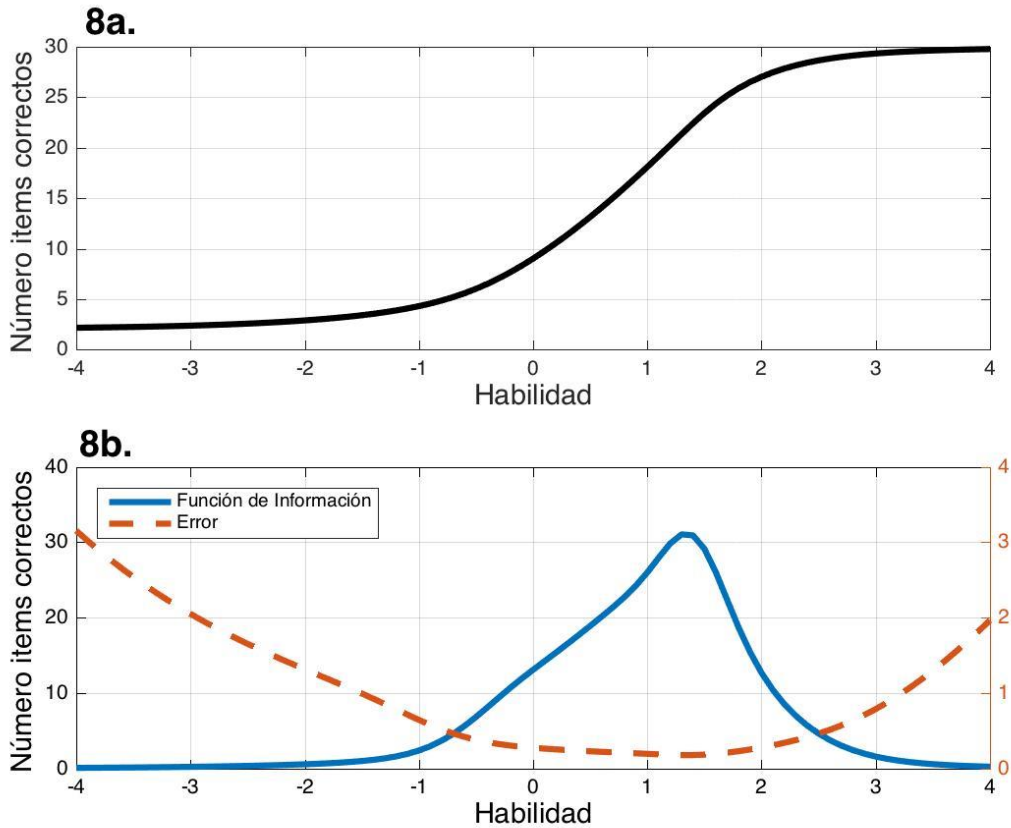 8a.
Número items correctos
30
25
20
15
10
5
0
-4 -3 -2 -1 0 1 2 3 4
Habilidad
8b.
Número items correctos
40
30
20
10
0
Función de Información
Error
4
3
2
1
0
-4 -3 -2 -1 0 1 2 3 4
Habilidad